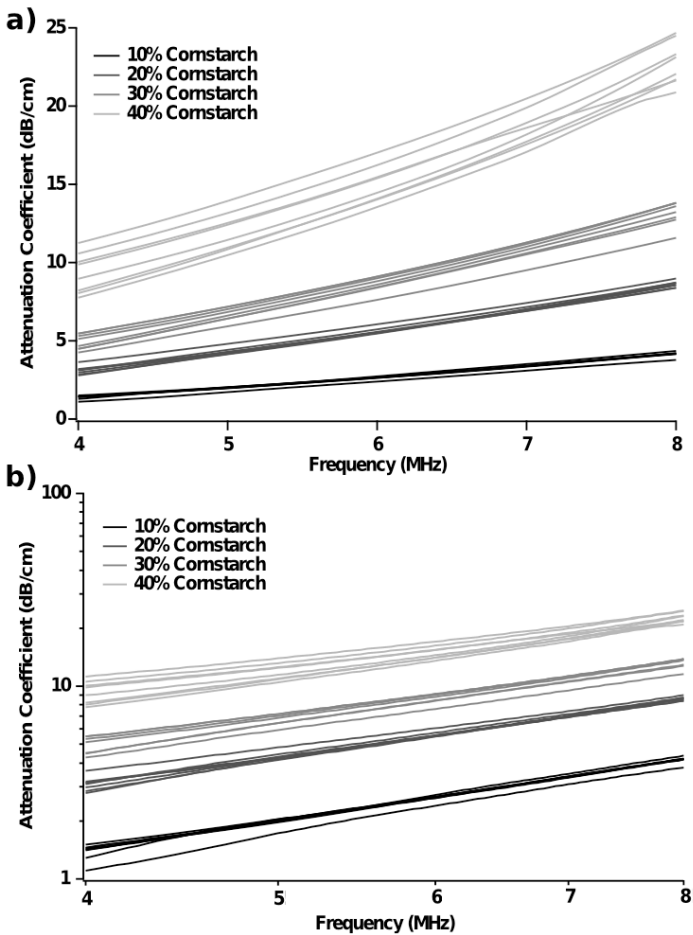 a)
25
20
15
10
5
0
Attenuation Coefficient (dB/cm)
10% Cornstarch
20% Cornstarch
30% Cornstarch
40% Cornstarch
4 5 6 7 8
Frequency (MHz)
b)
100
10
1
Attenuation Coefficient (dB/cm)
10% Cornstarch
20% Cornstarch
30% Cornstarch
40% Cornstarch
4 5 6 7 8
Frequency (MHz)